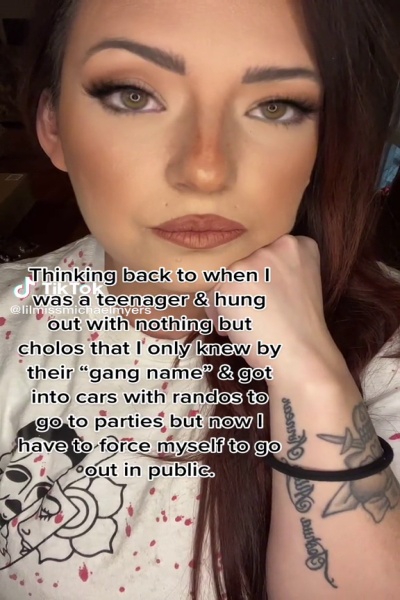 Thinking back to when I
TikTok
was a teenager & hung
@lilmissmichaelmyers
out with nothing but
cholos that I only knew by
their “gang name” & got
into cars with randos to
go to parties but now I
have to force myself to go
out in public.